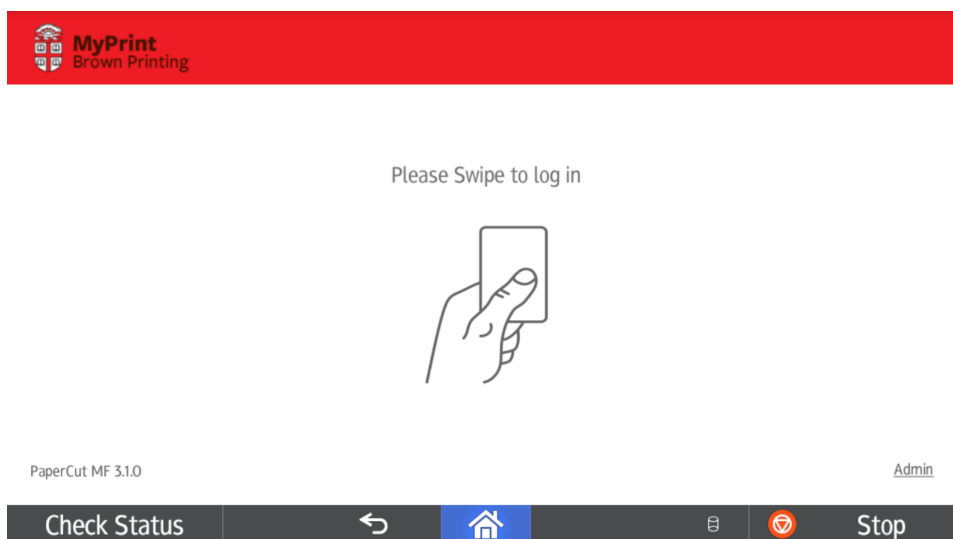 MyPrint
Brown Printing
Please Swipe to log in
PaperCut MF 3.1.0
Admin
Check Status
Stop